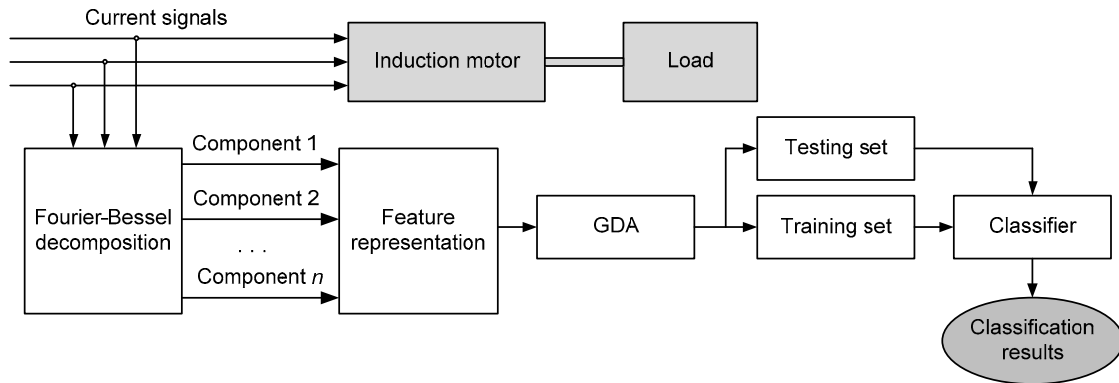 Current signals
Induction motor
Load
Component 1
Component 2
. . .
Component n
Fourier-Bessel
decomposition
Feature
representation
GDA
Testing set
Training set
Classifier
Classification
results